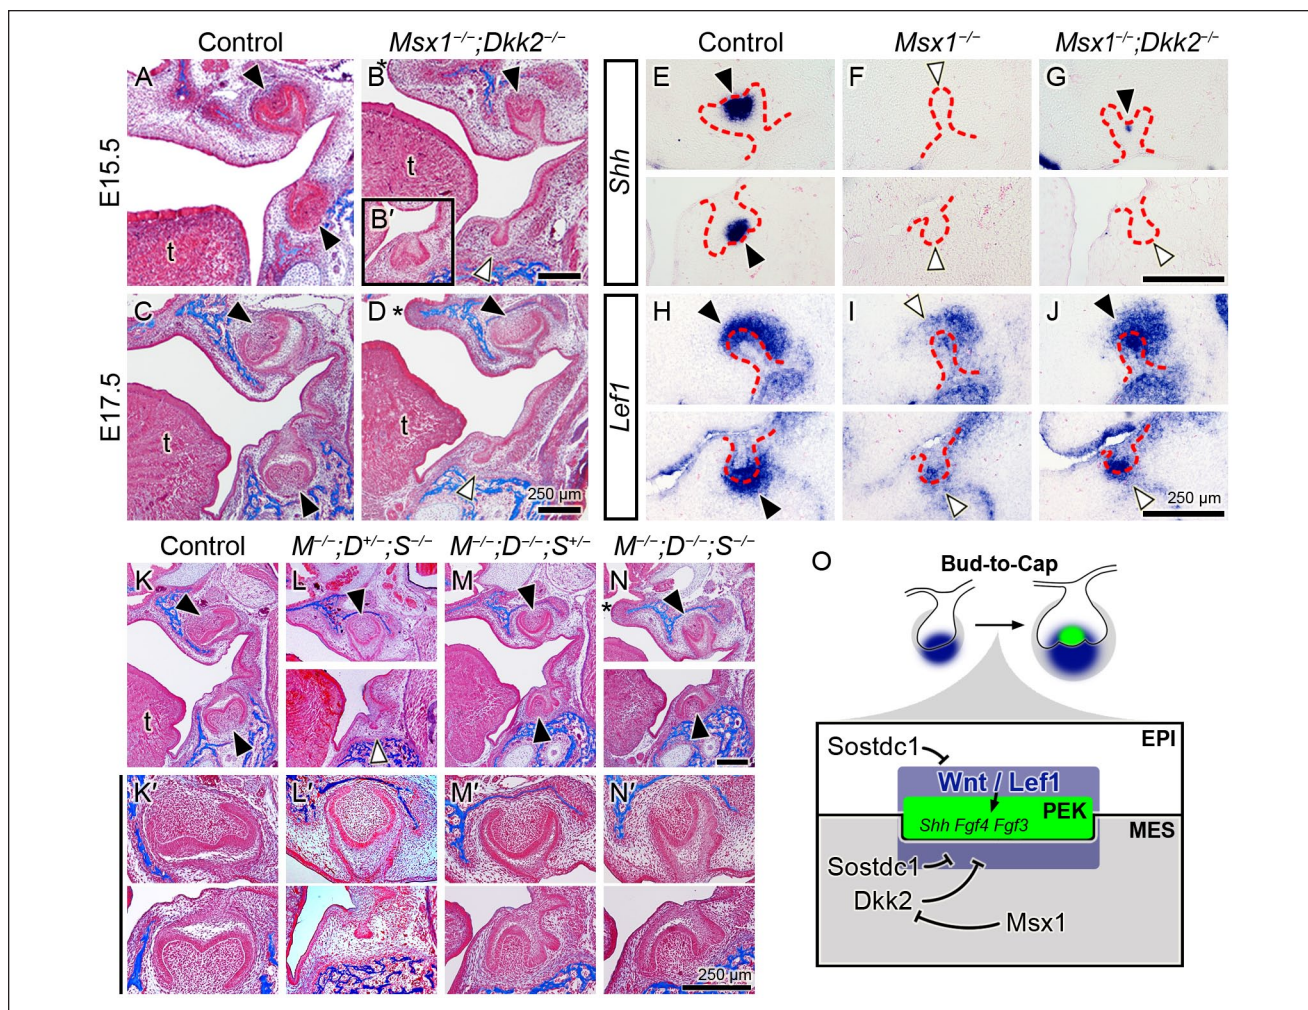 Control
Msx1⁻/⁻;Dkk2⁻/⁻
Control
Msx1⁻/⁻
Msx1⁻/⁻;Dkk2⁻/⁻
E15.5
A
t
B
*
t
B′
Shh
E
F
G
E17.5
C
t
D
*
t
250 µm
Lef1
H
I
J
250 µm
Control
M⁻/⁻;D⁺/⁻;S⁻/⁻
M⁻/⁻;D⁻/⁻;S⁺/⁻
M⁻/⁻;D⁻/⁻;S⁻/⁻
K
t
L
M
N
*
K′
L′
M′
N′
250 µm
O
Bud-to-Cap
Sostdc1
EPI
Wnt / Lef1
PEK
Shh Fgf4 Fgf3
MES
Sostdc1
Dkk2
Msx1